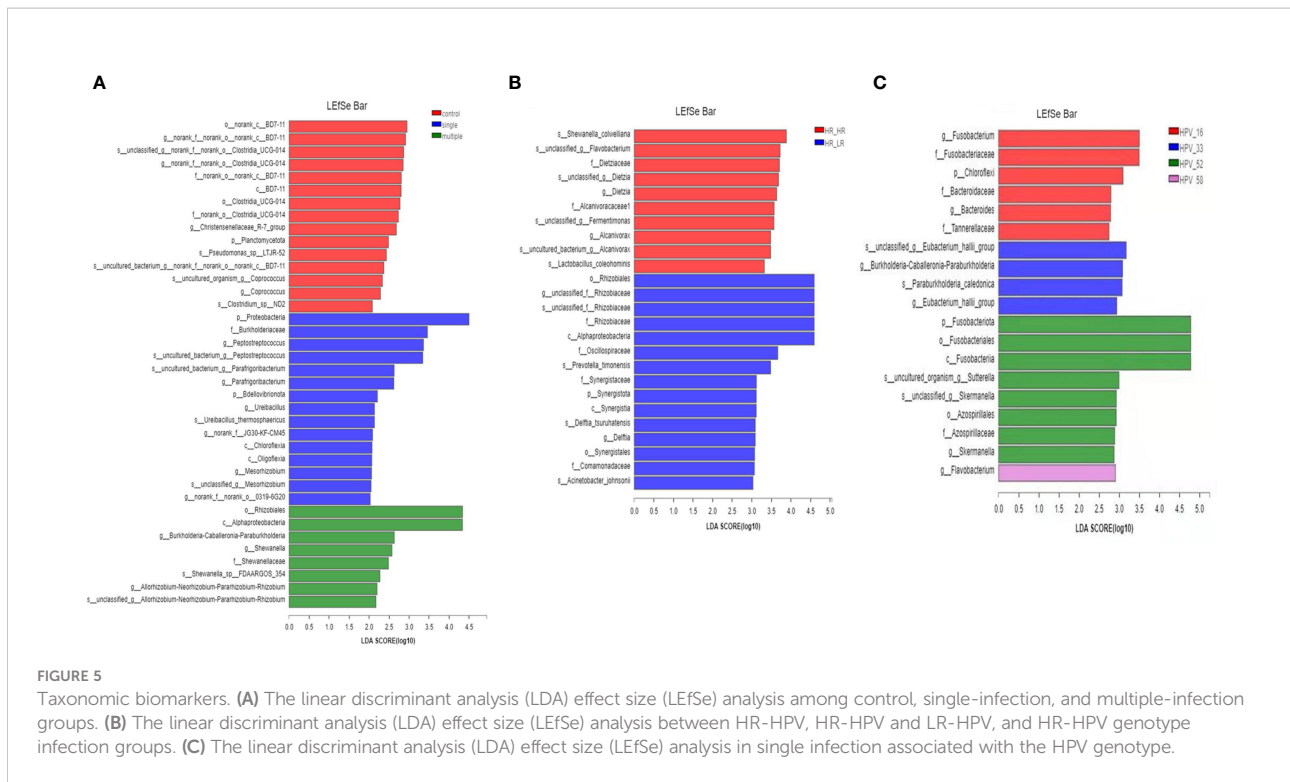 A
LEfSe Bar
control
single
multiple
o__norank_c__BD7-11
g__norank_f__norank_o__norank_c__BD7-11
s__unclassified_g__norank_f__norank_o__Clostridia_UCG-014
g__norank_f__norank_o__Clostridia_UCG-014
f__norank_o__norank_c__BD7-11
c__BD7-11
o__Clostridia_UCG-014
f__norank_o__Clostridia_UCG-014
g__Christensenellaceae_R-7_group
p__Planctomycetota
s__Pseudomonas_sp__LTJR-52
s__uncultured_bacterium_g__norank_f__norank_o__norank_c__BD7-11
s__uncultured_organism_g__Coprococcus
g__Coprococcus
s__Clostridium_sp__ND2
p__Proteobacteria
f__Burkholderiaceae
g__Peptostreptococcus
s__uncultured_bacterium_g__Peptostreptococcus
s__uncultured_bacterium_g__Parafrigoribacterium
g__Parafrigoribacterium
p__Bdellovibrionota
g__Ureibacillus
s__Ureibacillus_thermosphaericus
g__norank_f__JG30-KF-CM45
c__Chloroflexia
c__Oligoflexia
g__Mesorhizobium
s__unclassified_g__Mesorhizobium
g__norank_f__norank_o__0319-6G20
o__Rhizobiales
c__Alphaproteobacteria
g__Burkholderia-Caballeronia-Paraburkholderia
g__Shewanella
f__Shewanellaceae
s__Shewanella_sp__FDAARGOS_354
g__Allorhizobium-Neorhizobium-Pararhizobium-Rhizobium
s__unclassified_g__Allorhizobium-Neorhizobium-Pararhizobium-Rhizobium
0.0 0.5 1.0 1.5 2.0 2.5 3.0 3.5 4.0 4.5
LDA SCORE(log10)
B
LEfSe Bar
HR_HR
HR_LR
s__Shewanella_colwelliana
s__unclassified_g__Flavobacterium
f__Dietziaceae
s__unclassified_g__Dietzia
g__Dietzia
f__Alcanivoracaceae1
s__unclassified_g__Fermentimonas
g__Alcanivorax
s__uncultured_bacterium_g__Alcanivorax
s__Lactobacillus_coleohominis
o__Rhizobiales
g__unclassified_f__Rhizobiaceae
s__unclassified_f__Rhizobiaceae
f__Rhizobiaceae
c__Alphaproteobacteria
f__Oscillospiraceae
s__Prevotella_timonensis
f__Synergistaceae
p__Synergistota
c__Synergistia
s__Delftia_tsuruhatensis
g__Delftia
o__Synergistales
f__Comamonadaceae
s__Acinetobacter_johnsonii
0.0 0.5 1.0 1.5 2.0 2.5 3.0 3.5 4.0 4.5 5.0
LDA SCORE(log10)
C
LEfSe Bar
HPV_16
HPV_33
HPV_52
HPV_58
g__Fusobacterium
f__Fusobacteriaceae
p__Chloroflexi
f__Bacteroidaceae
g__Bacteroides
f__Tannerellaceae
s__unclassified_g__Eubacterium_hallii_group
g__Burkholderia-Caballeronia-Paraburkholderia
s__Paraburkholderia_caledonica
g__Eubacterium_hallii_group
p__Fusobacteriota
o__Fusobacteriales
c__Fusobacteriia
s__uncultured_organism_g__Sutterella
s__unclassified_g__Skermanella
o__Azospirillales
f__Azospirillaceae
g__Skermanella
g__Flavobacterium
0.0 0.5 1.0 1.5 2.0 2.5 3.0 3.5 4.0 4.5 5.0
LDA SCORE(log10)
FIGURE 5
Taxonomic biomarkers. (A) The linear discriminant analysis (LDA) effect size (LEfSe) analysis among control, single-infection, and multiple-infection
groups. (B) The linear discriminant analysis (LDA) effect size (LEfSe) analysis between HR-HPV, HR-HPV and LR-HPV, and HR-HPV genotype
infection groups. (C) The linear discriminant analysis (LDA) effect size (LEfSe) analysis in single infection associated with the HPV genotype.